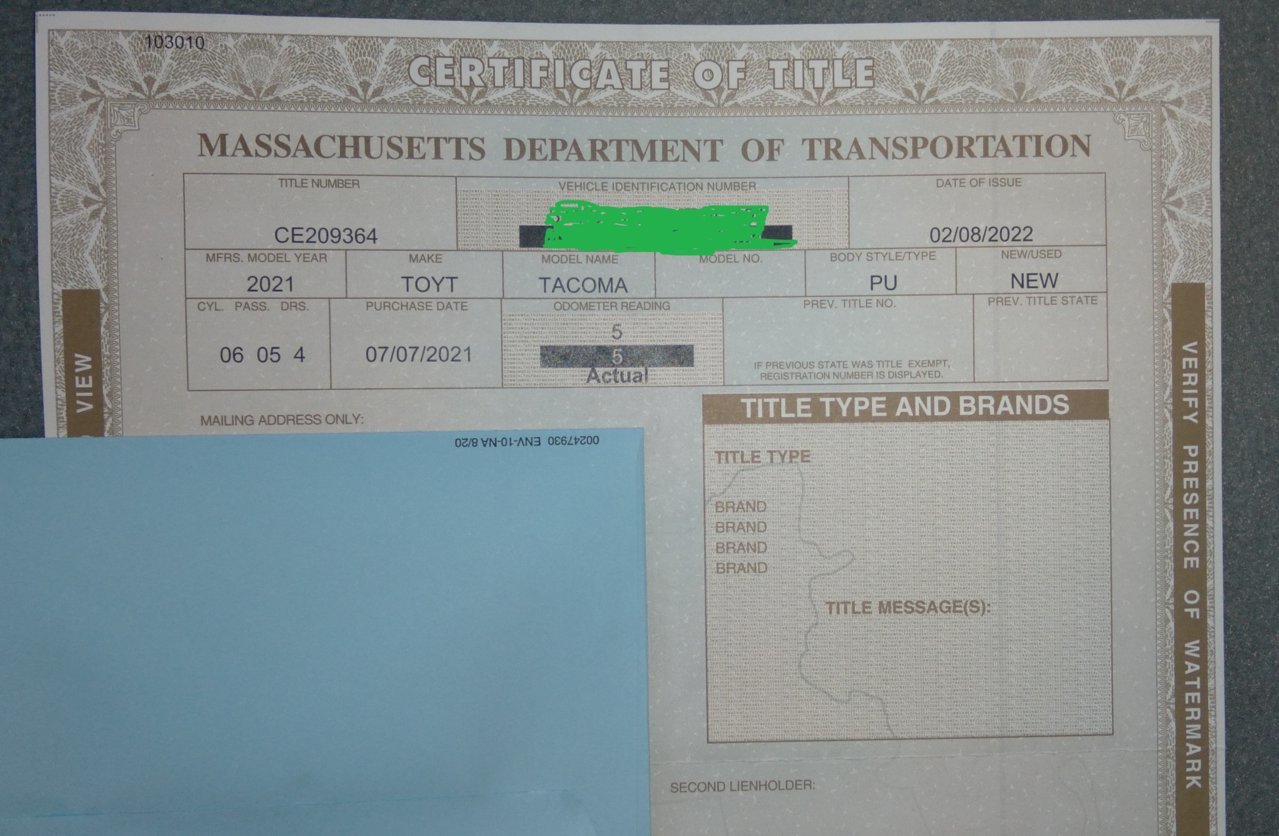 103010
CERTIFICATE OF TITLE
MASSACHUSETTS DEPARTMENT OF TRANSPORTATION
TITLE NUMBER VEHICLE IDENTIFICATION NUMBER DATE OF ISSUE
CE209364 02/08/2022
MFRS. MODEL YEAR MAKE MODEL NAME MODEL NO. BODY STYLE/TYPE NEW/USED
2021 TOYT TACOMA PU NEW
CYL. PASS. DRS. PURCHASE DATE ODOMETER READING PREV. TITLE NO. PREV. TITLE STATE
06 05 4 07/07/2021 5
5
Actual
IF PREVIOUS STATE WAS TITLE EXEMPT,
REGISTRATION NUMBER IS DISPLAYED.
MAILING ADDRESS ONLY:
TITLE TYPE AND BRANDS
00247930 ENV-10-NA 8/20
TITLE TYPE
BRAND
BRAND
BRAND
BRAND
TITLE MESSAGE(S):
SECOND LIENHOLDER:
VIEW
VERIFY PRESENCE OF WATERMARK